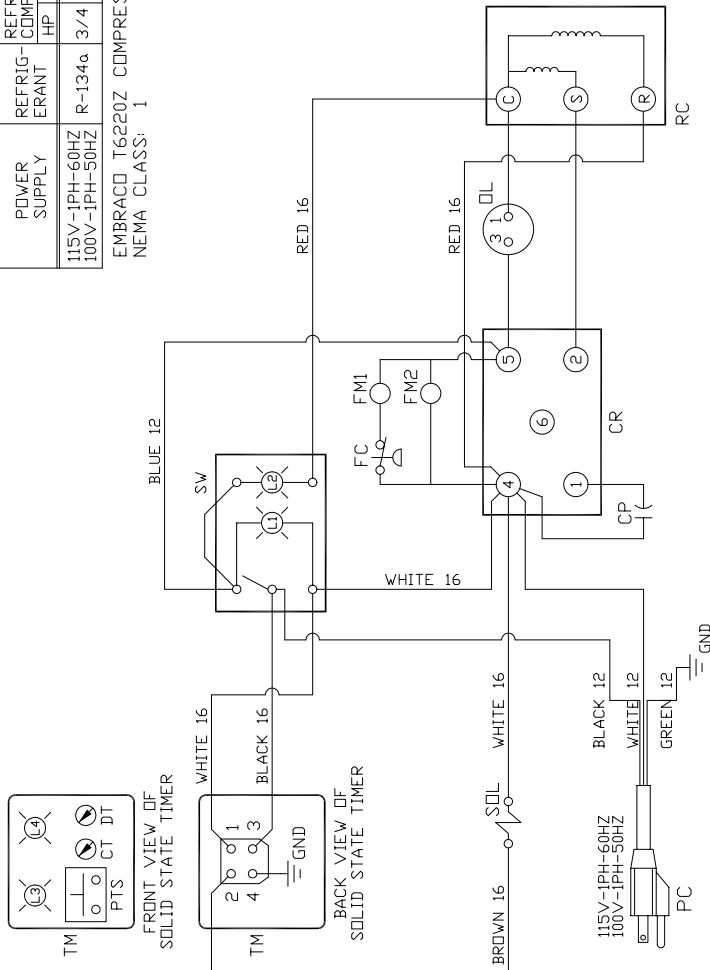 POWER
SUPPLY
REFRIG-
ERANT
HP
115V-1PH-60HZ
100V-1PH-50HZ
R-134a
3/4
EMBRACO T6220Z
NEMA CLASS: 1
C
S
R
RC
RED 16
RED 16
OL
3 1
BLUE 12
SW
L2
L1
FM1
FM2
FC
5
2
6
4
1
CR
CP
WHITE 16
WHITE 16
BLACK 16
WHITE 16
BLACK 12
WHITE 12
GREEN 12
GND
L3
L4
PTS
CT
DT
TM
FRONT VIEW OF
SOLID STATE TIMER
2 1
4 3
GND
TM
BACK VIEW OF
SOLID STATE TIMER
SOL
BROWN 16
115V-1PH-60HZ
100V-1PH-50HZ
PC